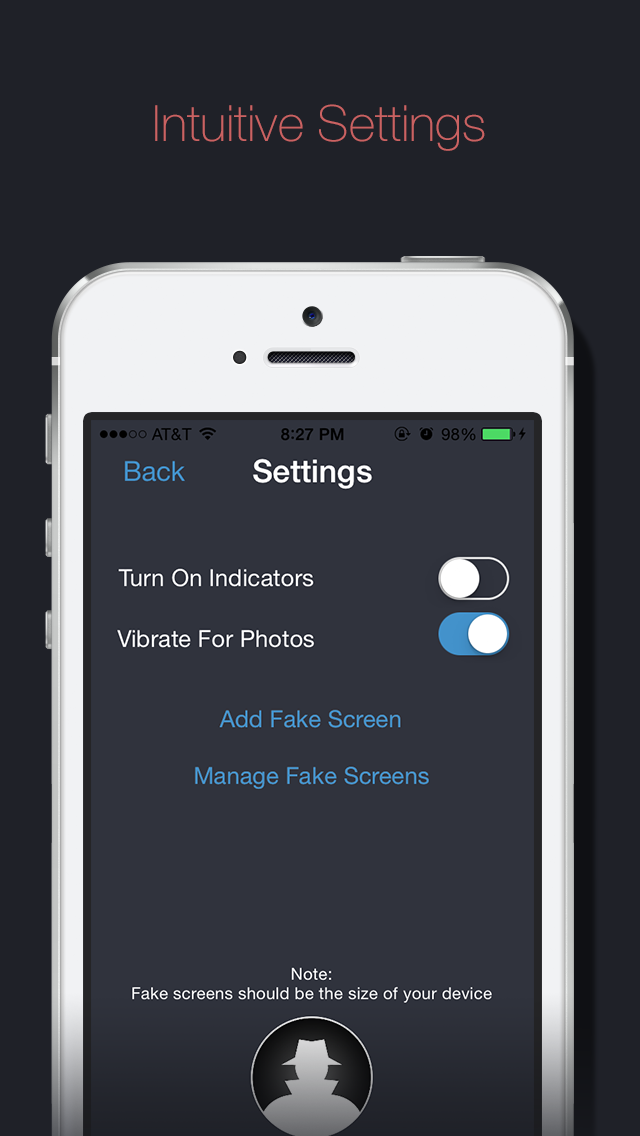 Intuitive Settings
AT&T 8:27 PM 98%
Back Settings
Turn On Indicators
Vibrate For Photos
Add Fake Screen
Manage Fake Screens
Note:
Fake screens should be the size of your device